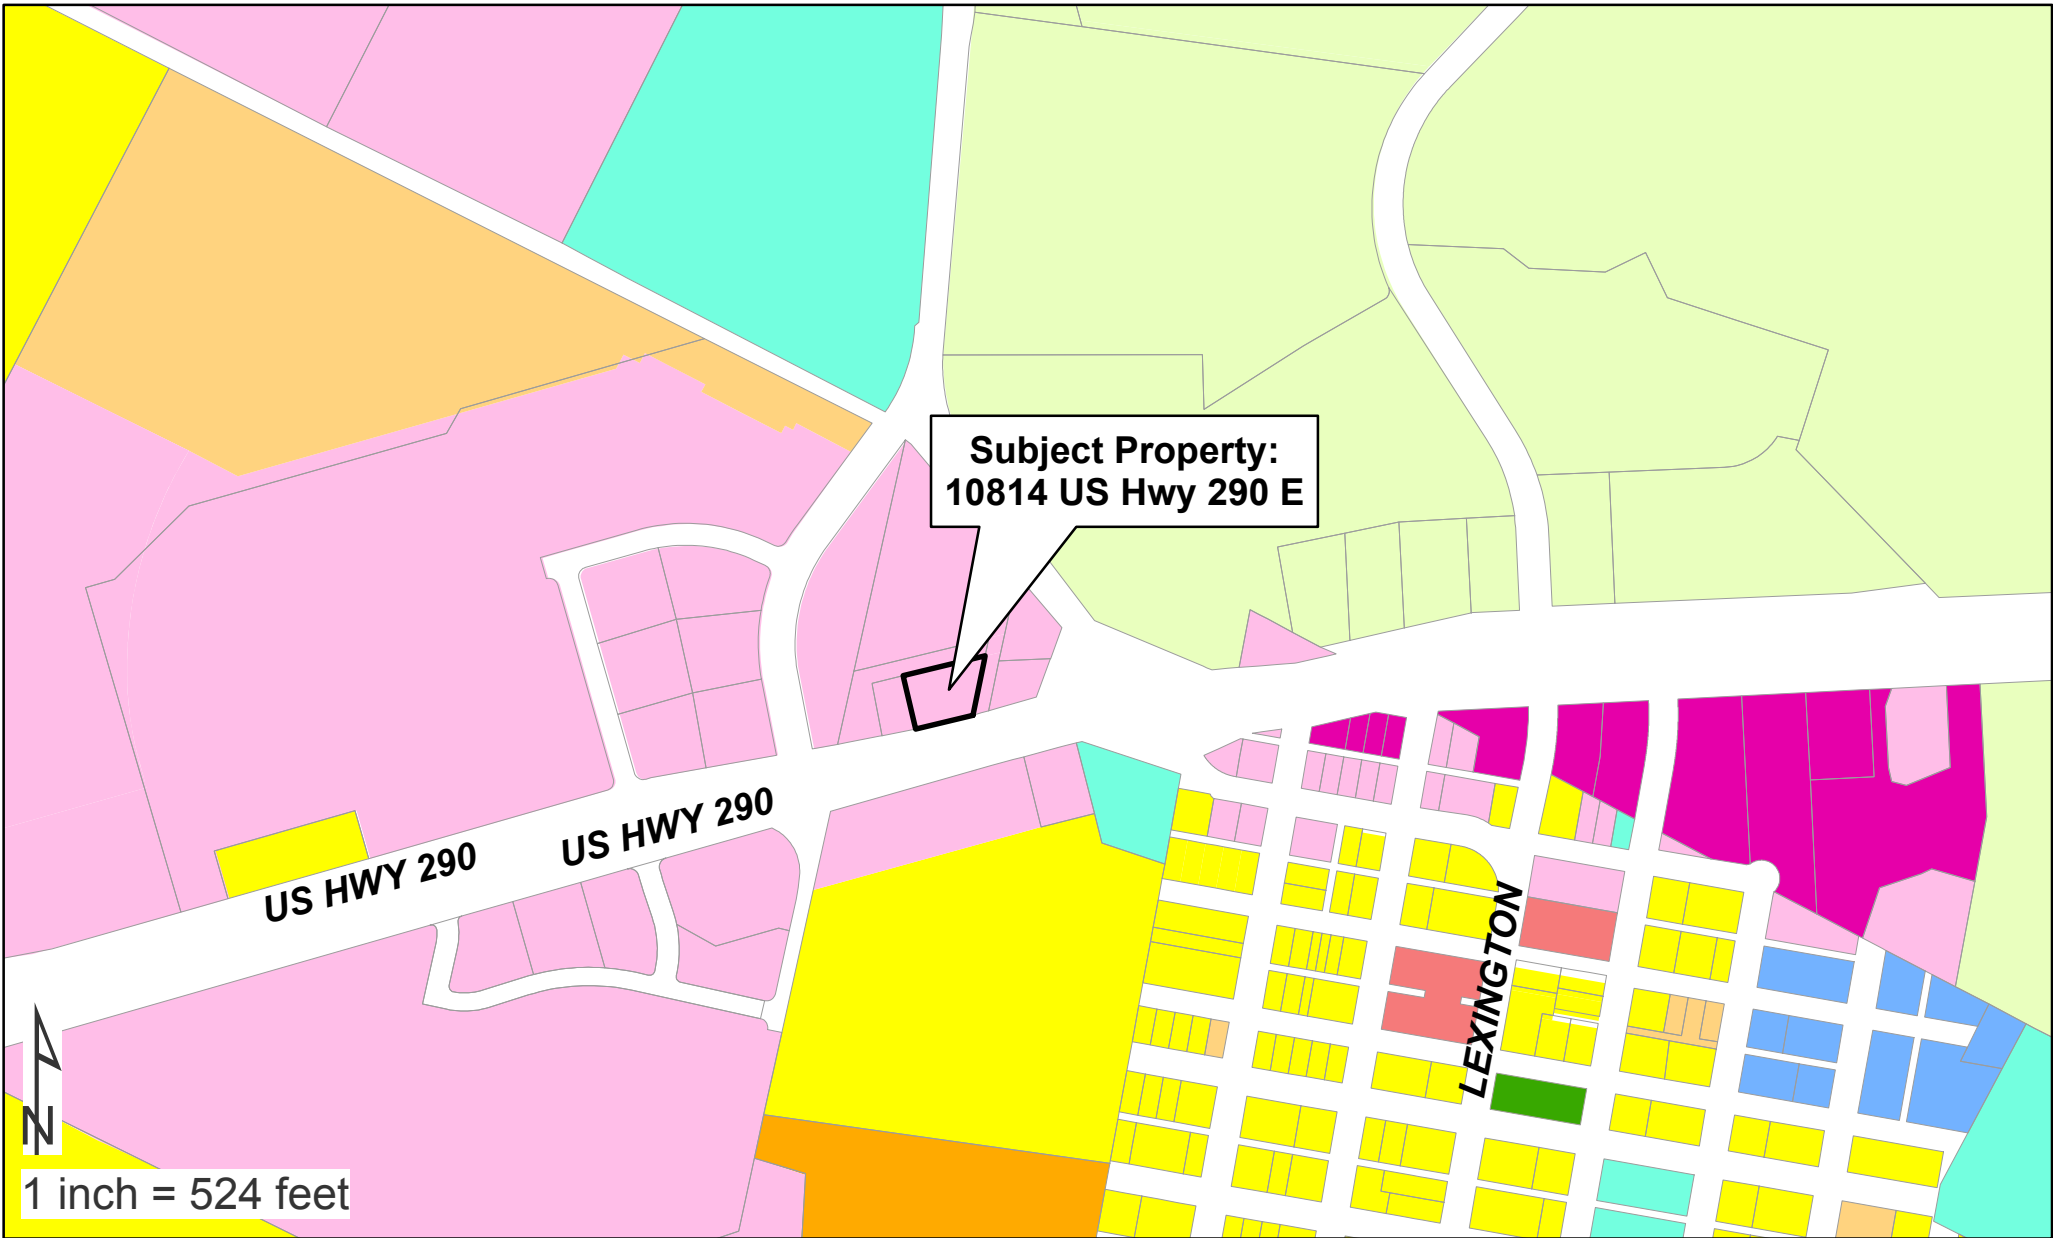 Subject Property:
10814 US Hwy 290 E
US HWY 290
US HWY 290
LEXINGTON
N
1 inch = 524 feet